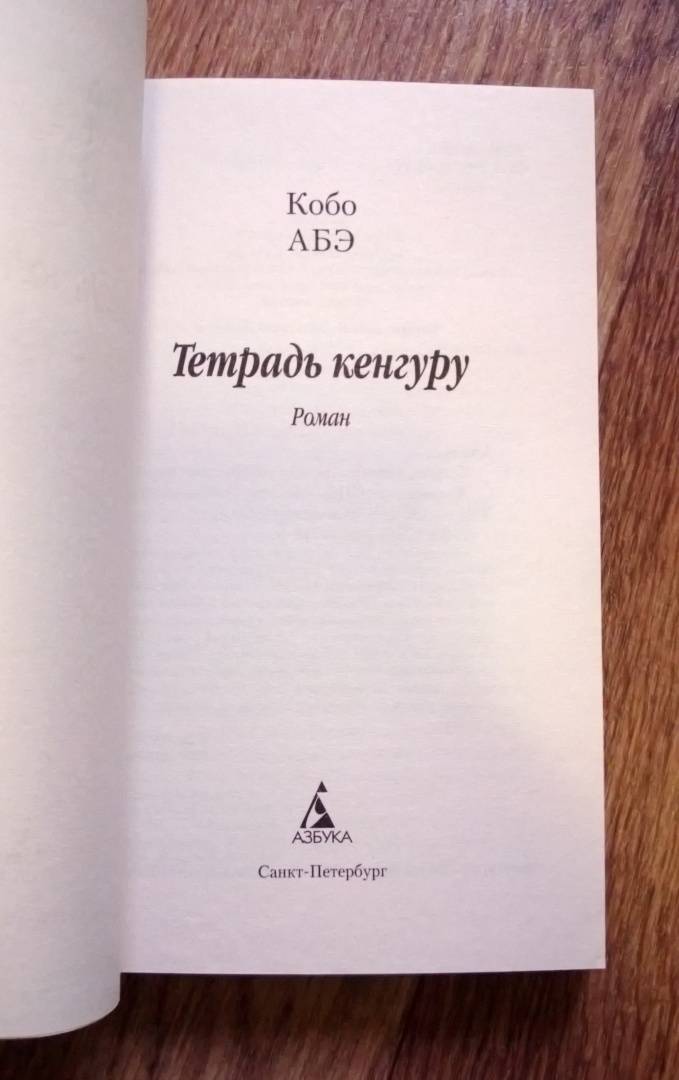 Кобо
АБЭ
Тетрадь кенгуру
Роман
АЗБУКА
Санкт-Петербург